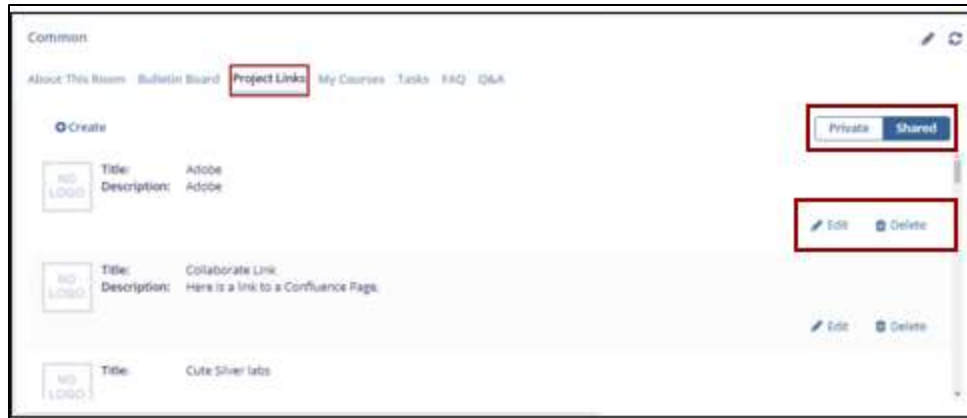 Common
About This Room Bulletin Board Project Links My Courses Tasks FAQ Q&A
Create Private Shared
NO LOGO Title: Adobe
Description: Adobe
Edit Delete
NO LOGO Title: Collaborate Link
Description: Here is a link to a Confluence Page.
Edit Delete
NO LOGO Title: Cute Silver labs